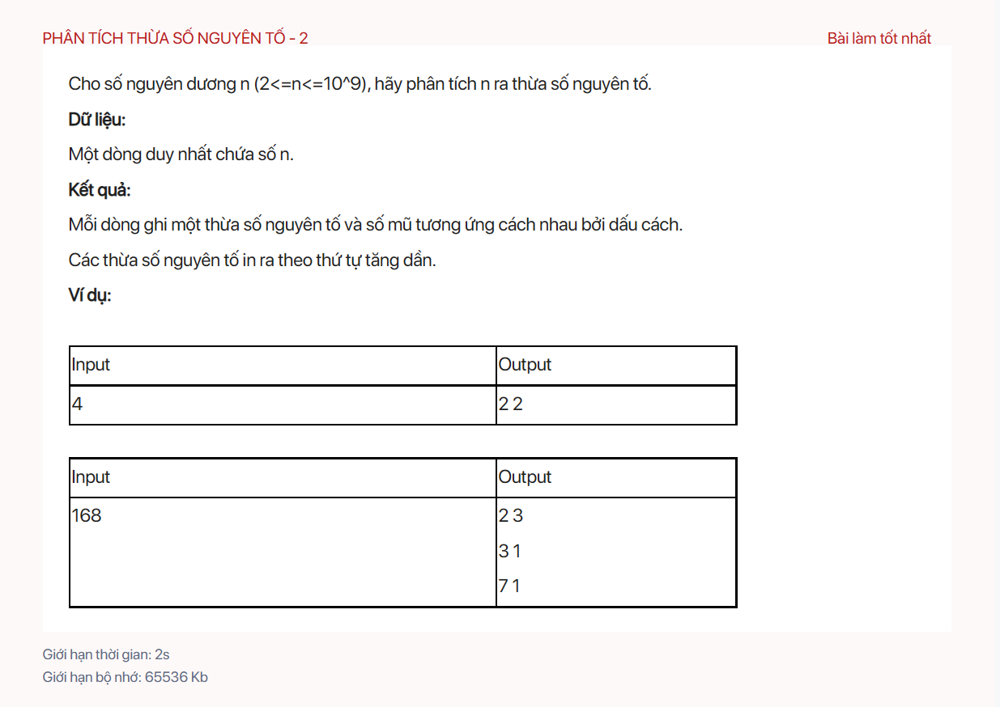 PHÂN TÍCH THỪA SỐ NGUYÊN TỐ - 2
Bài làm tốt nhất
Cho số nguyên dương n (2<=n<=10^9), hãy phân tích n ra thừa số nguyên tố.
Dữ liệu:
Một dòng duy nhất chứa số n.
Kết quả:
Mỗi dòng ghi một thừa số nguyên tố và số mũ tương ứng cách nhau bởi dấu cách.
Các thừa số nguyên tố in ra theo thứ tự tăng dần.
Ví dụ:
Input Output
4 2 2
Input Output
168 2 3
3 1
7 1
Giới hạn thời gian: 2s
Giới hạn bộ nhớ: 65536 Kb